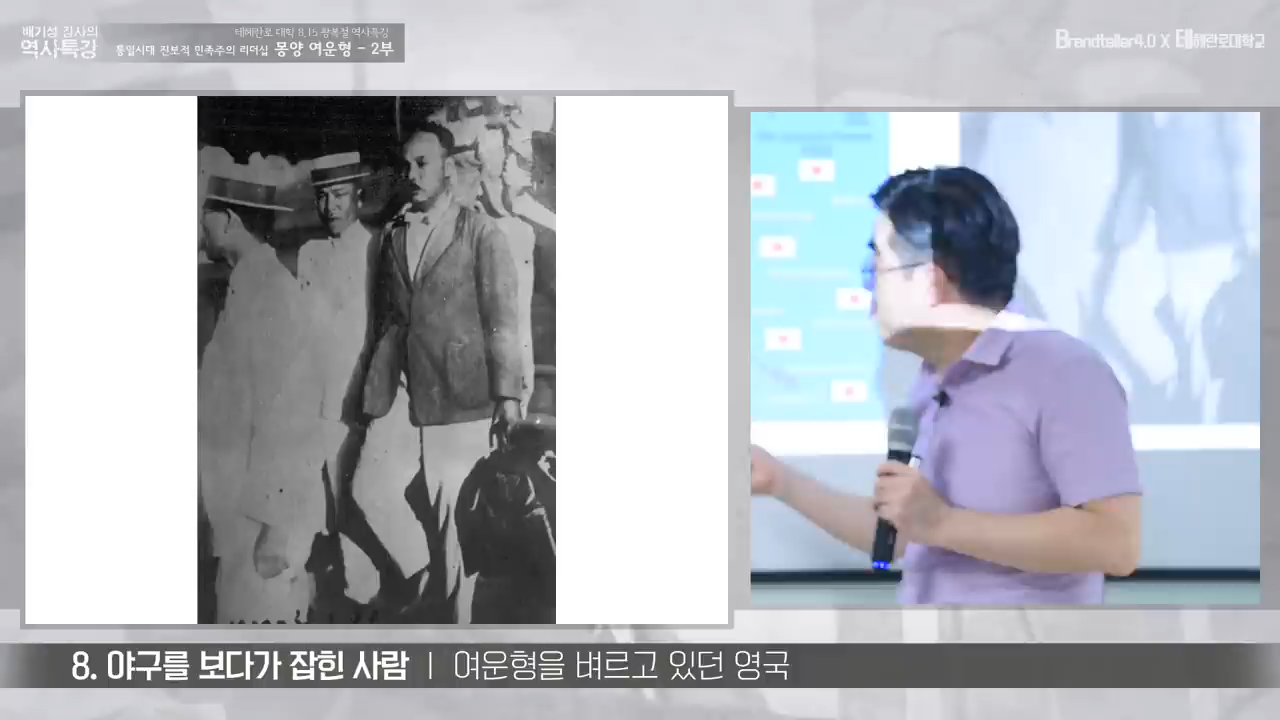 배기성 강사의
역사특강
테헤란로 대학 8.15 광복절 역사특강
통일시대 진보적 민족주의 리더십 몽양 여운형 - 2부
Brandteller4.0 X 테헤란로대학교
8. 야구를 보다가 잡힌 사람 | 여운형을 벼르고 있던 영국